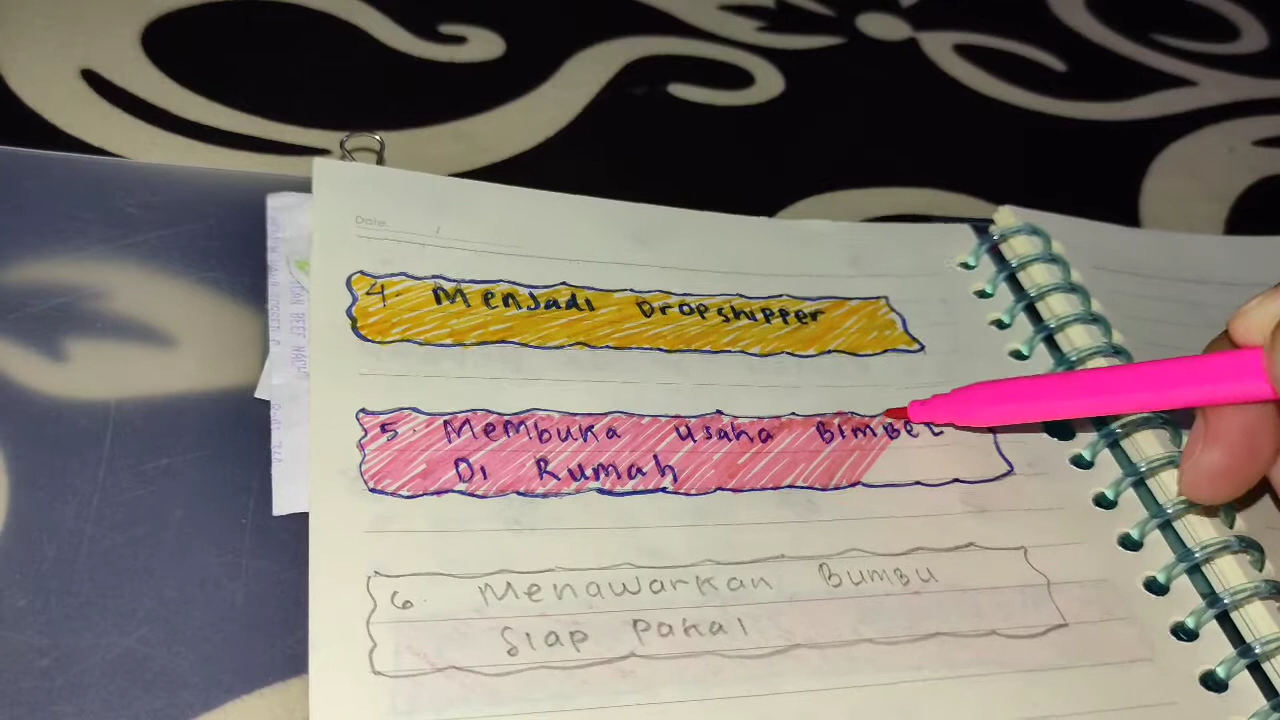 Date
4. Menjadi Dropshipper
5. Membuka Usaha Bimbel
Di Rumah
6. Menawarkan Bumbu
Siap Pakai